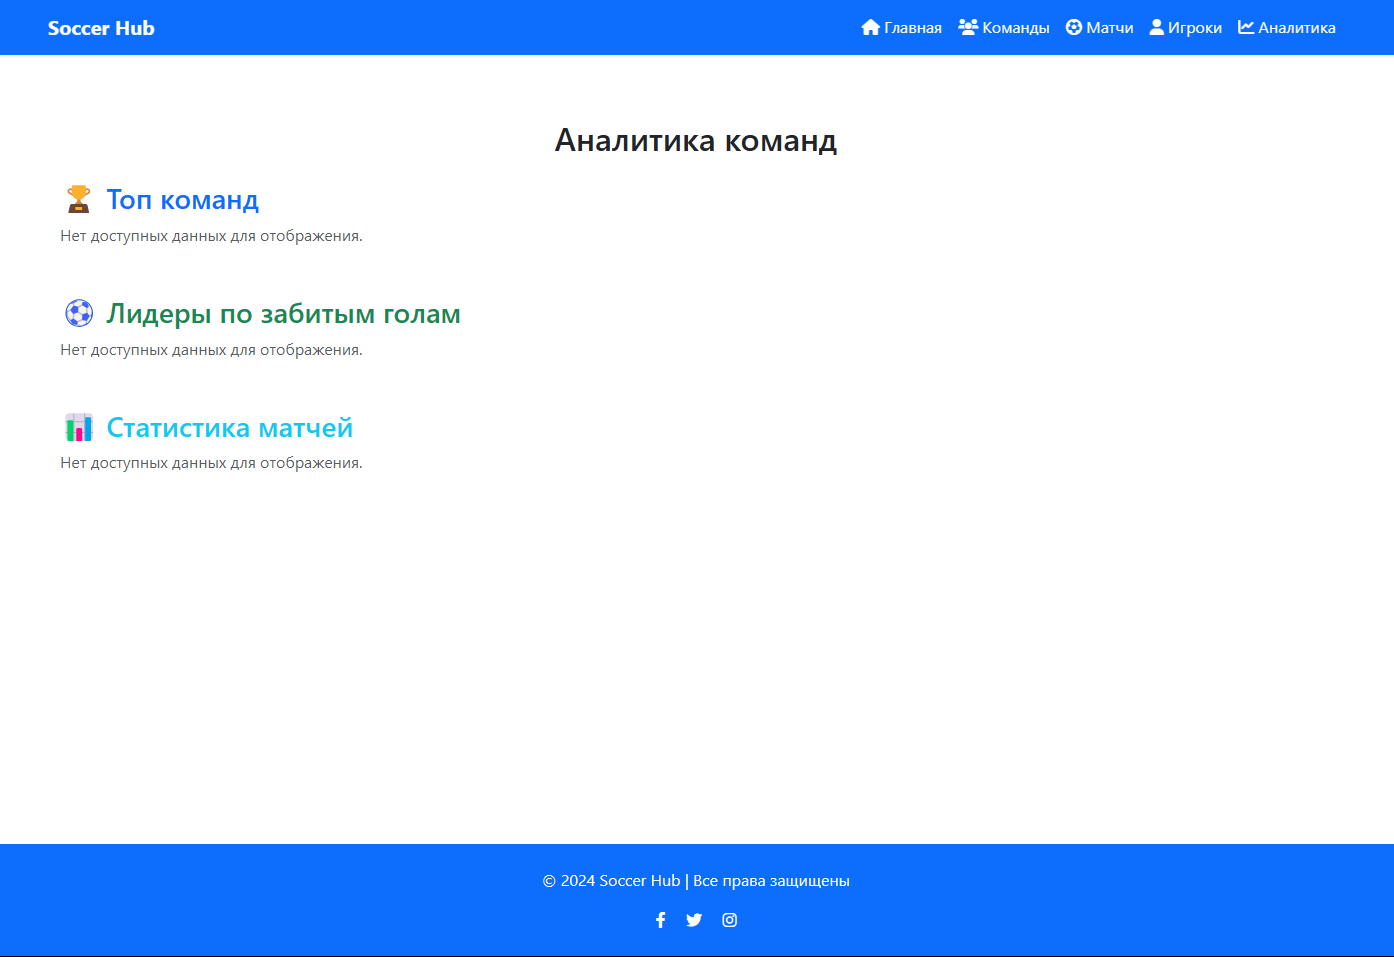 Soccer Hub
Главная Команды Матчи Игроки Аналитика
Аналитика команд
Топ команд
Нет доступных данных для отображения.
Лидеры по забитым голам
Нет доступных данных для отображения.
Статистика матчей
Нет доступных данных для отображения.
© 2024 Soccer Hub | Все права защищены